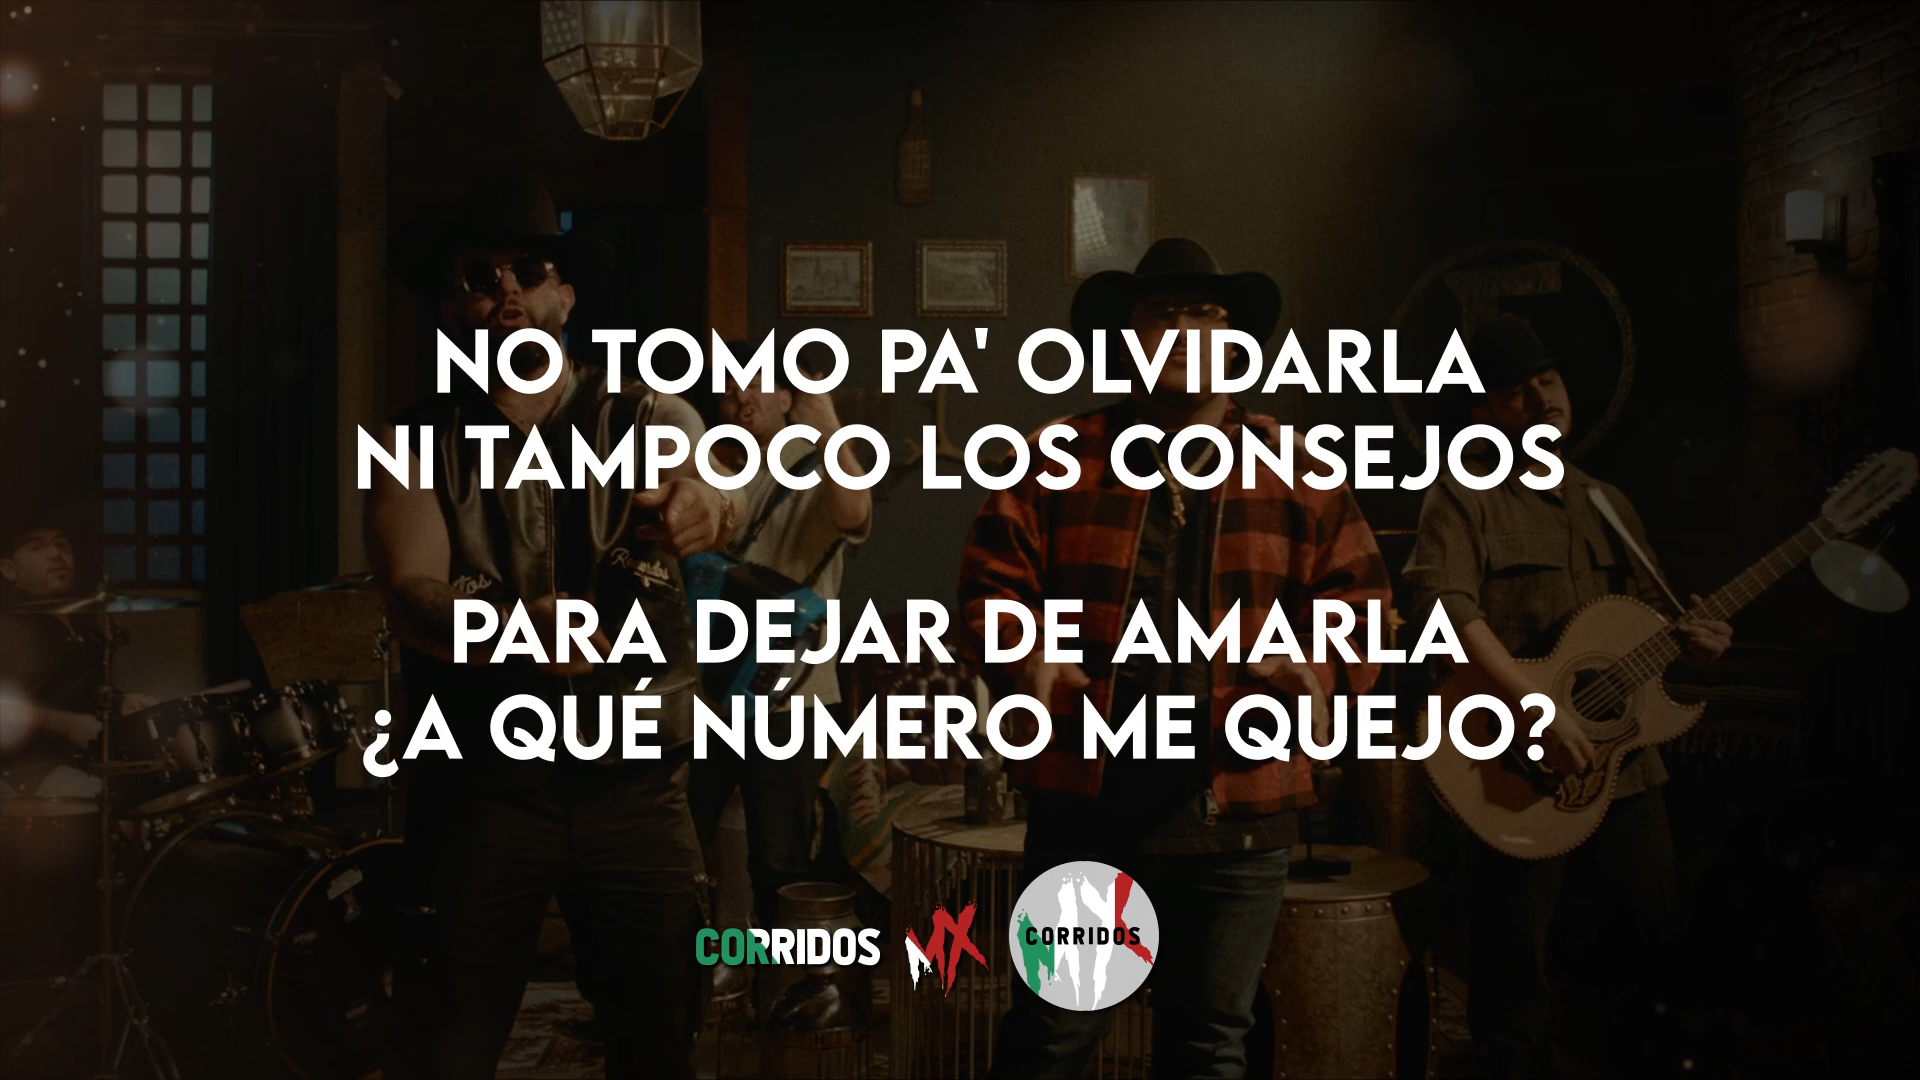 NO TOMO PA' OLVIDARLA
NI TAMPOCO LOS CONSEJOS
PARA DEJAR DE AMARLA
¿A QUÉ NÚMERO ME QUEJO?
CORRIDOS MX
CORRIDOS MX